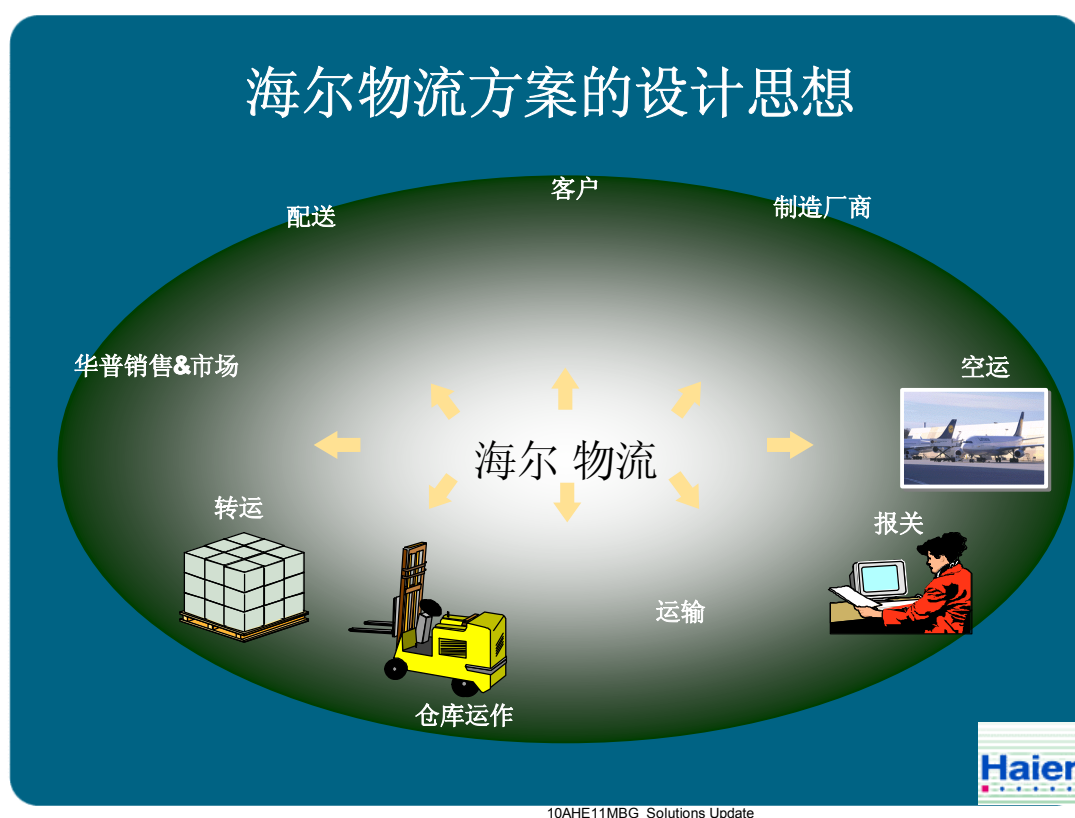 海尔物流方案的设计思想
客户
配送
制造厂商
华普销售&市场
空运
海尔 物流
转运
报关
运输
仓库运作
Haier
10AHE11MBG Solutions Update